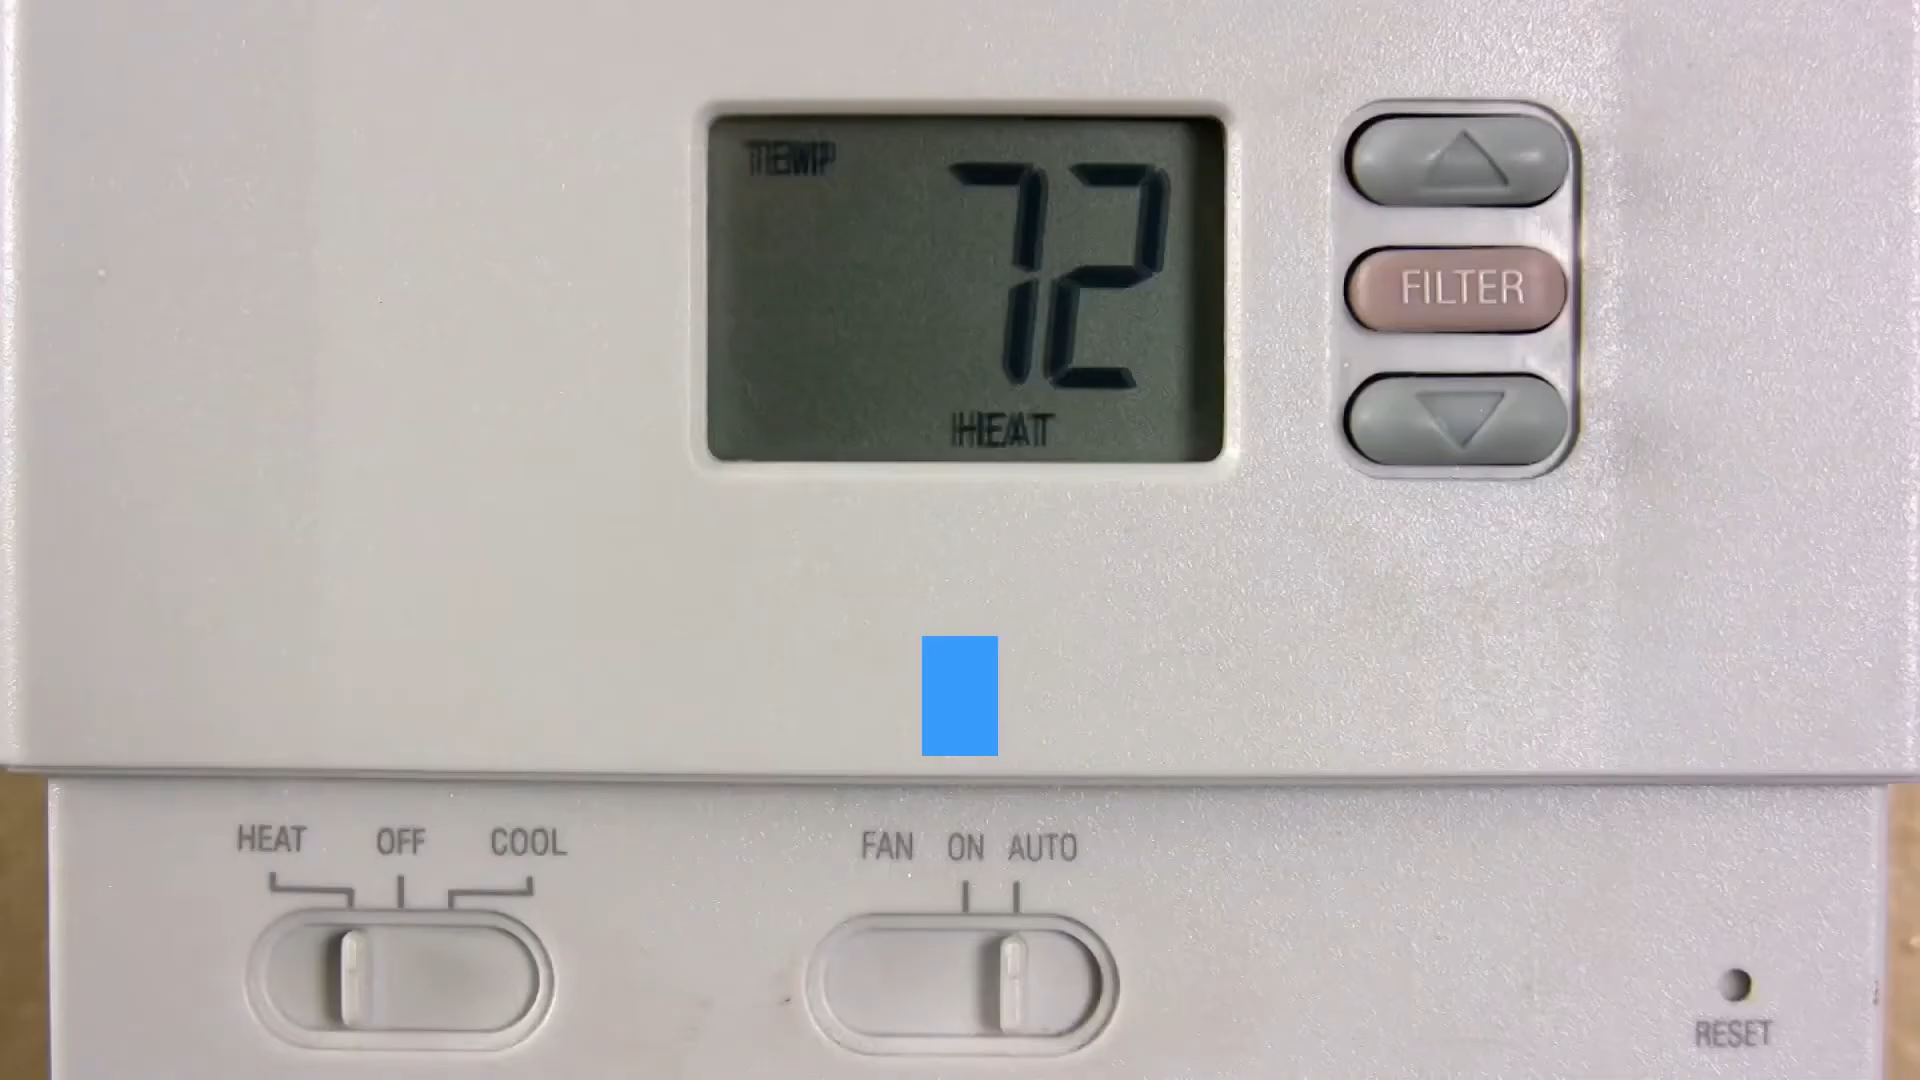 TEMP
72
HEAT
FILTER
HEAT OFF COOL
FAN ON AUTO
RESET